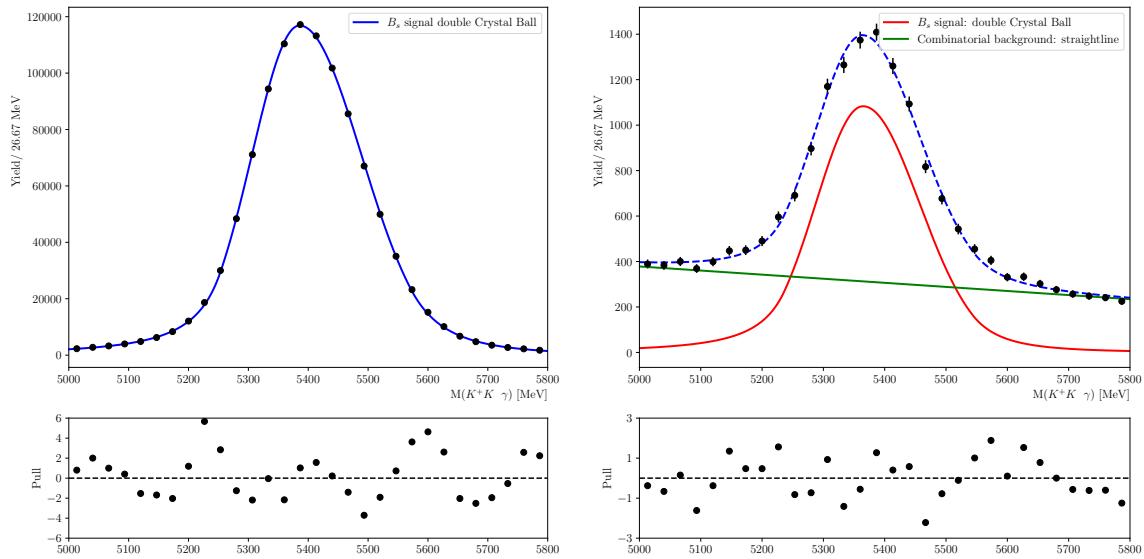 B_s signal double Crystal Ball
120000
100000
80000
60000
40000
20000
0
Yield/ 26.67 MeV
5000 5100 5200 5300 5400 5500 5600 5700 5800
M(K⁺K γ) [MeV]
6
4
2
0
−2
−4
−6
Pull
5000 5100 5200 5300 5400 5500 5600 5700 5800
B_s signal: double Crystal Ball
Combinatorial background: straightline
1400
1200
1000
800
600
400
200
0
Yield/ 26.67 MeV
5000 5100 5200 5300 5400 5500 5600 5700 5800
M(K⁺K γ) [MeV]
3
1
−1
−3
Pull
5000 5100 5200 5300 5400 5500 5600 5700 5800